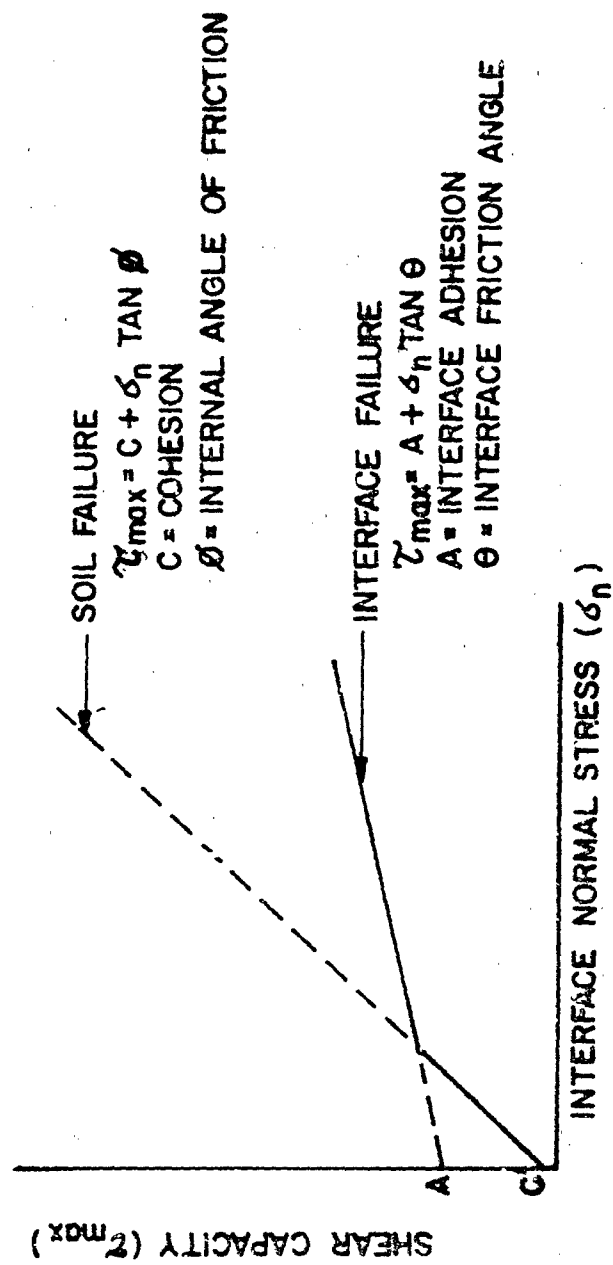 SOIL FAILURE
τmax = C + σn TAN Ø
C = COHESION
Ø = INTERNAL ANGLE OF FRICTION
INTERFACE FAILURE
τmax = A + σn TAN θ
A = INTERFACE ADHESION
θ = INTERFACE FRICTION ANGLE
SHEAR CAPACITY (τmax)
A
C
INTERFACE NORMAL STRESS (σn)